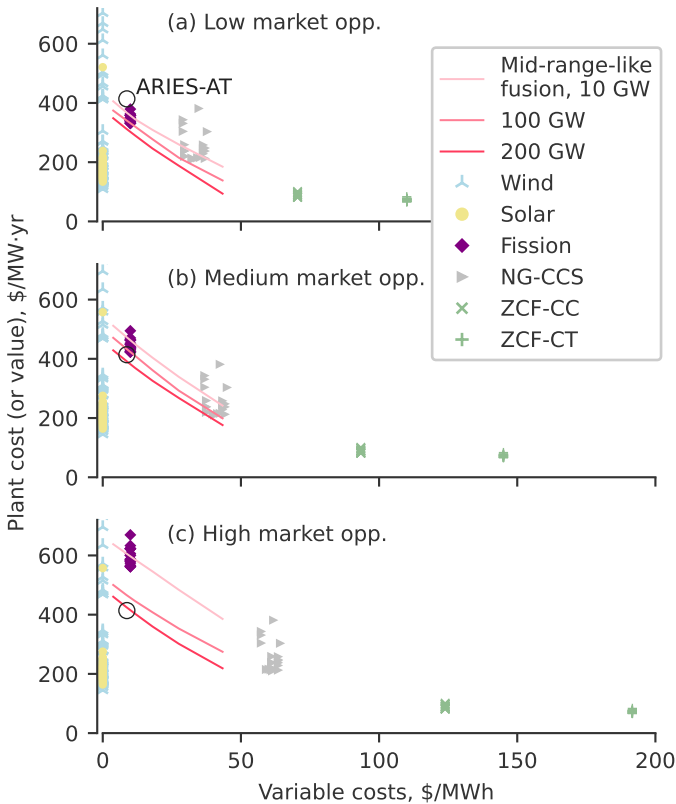 (a) Low market opp.
600
400
200
0
ARIES-AT
Mid-range-like
fusion, 10 GW
100 GW
200 GW
Wind
Solar
Fission
NG-CCS
ZCF-CC
ZCF-CT
(b) Medium market opp.
600
400
200
0
Plant cost (or value), $/MW·yr
(c) High market opp.
600
400
200
0
0 50 100 150 200
Variable costs, $/MWh